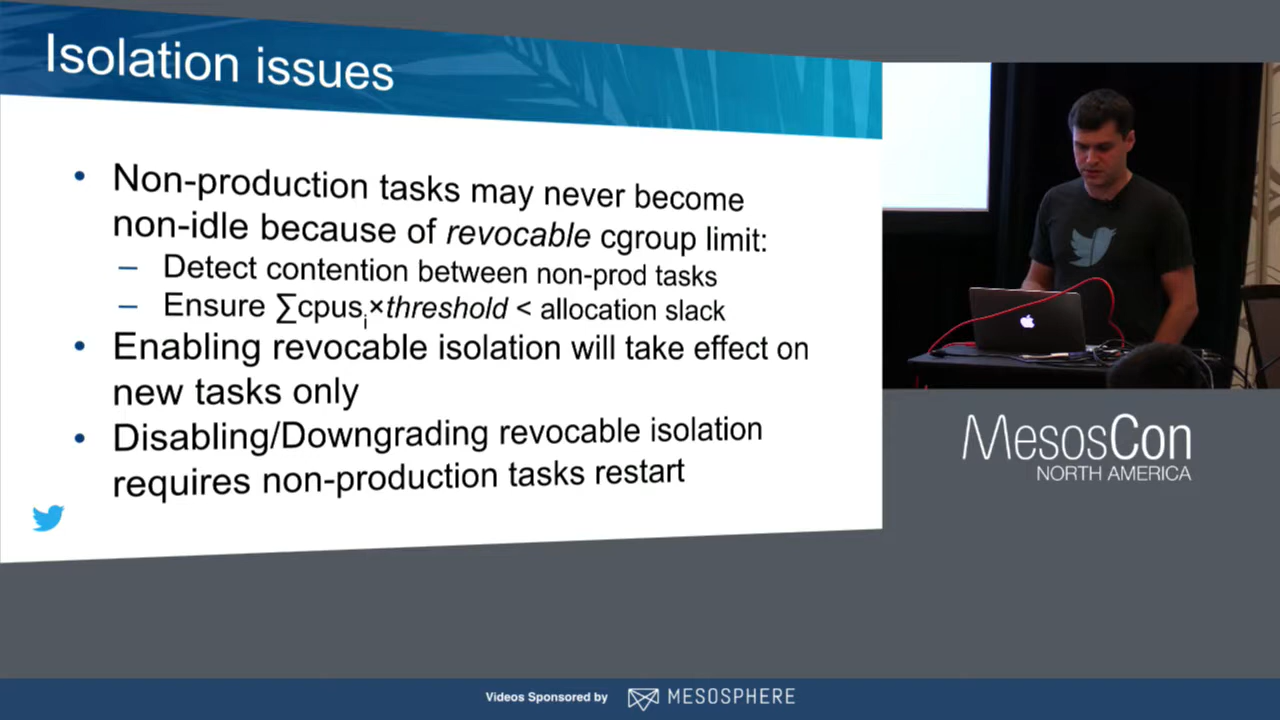 Isolation issues
• Non-production tasks may never become
non-idle because of revocable cgroup limit:
– Detect contention between non-prod tasks
– Ensure ∑cpusᵢ×threshold < allocation slack
• Enabling revocable isolation will take effect on
new tasks only
• Disabling/Downgrading revocable isolation
requires non-production tasks restart
MesosCon
NORTH AMERICA
Videos Sponsored by MESOSPHERE